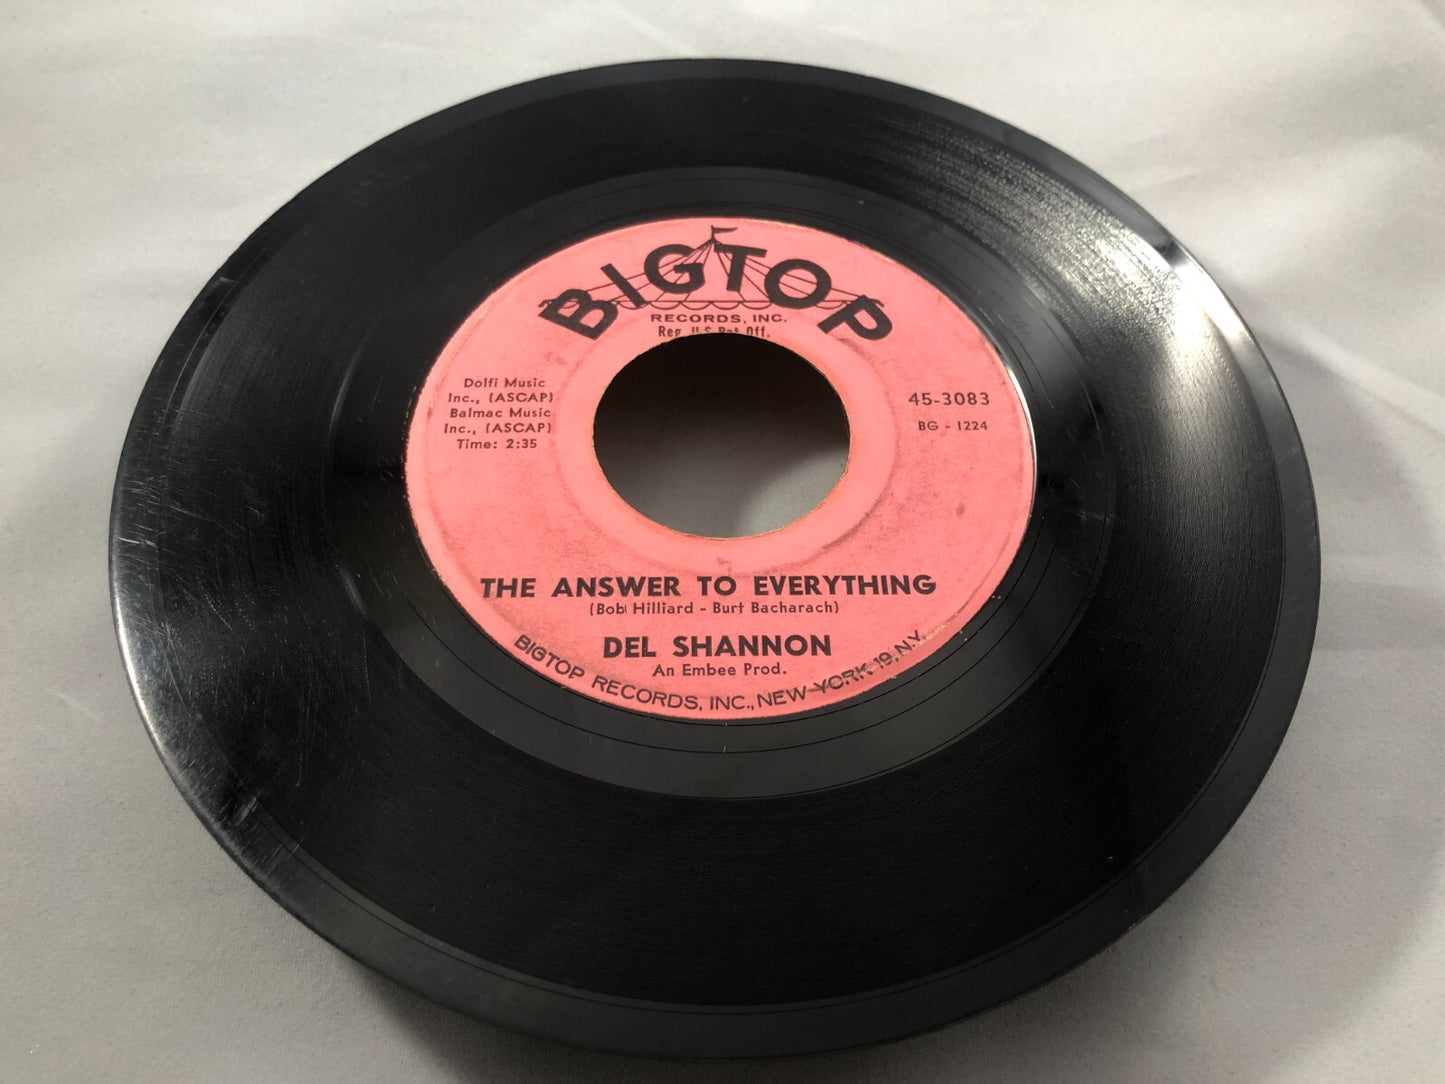 BIGTOP
RECORDS, INC.
Reg. U.S. Pat. Off.
Dolfi Music
Inc., (ASCAP)
Balmac Music
Inc., (ASCAP)
Time: 2:35
45-3083
BG - 1224
THE ANSWER TO EVERYTHING
(Bob Hilliard - Burt Bacharach)
DEL SHANNON
An Embee Prod.
BIGTOP RECORDS, INC., NEW YORK 19, N.Y.